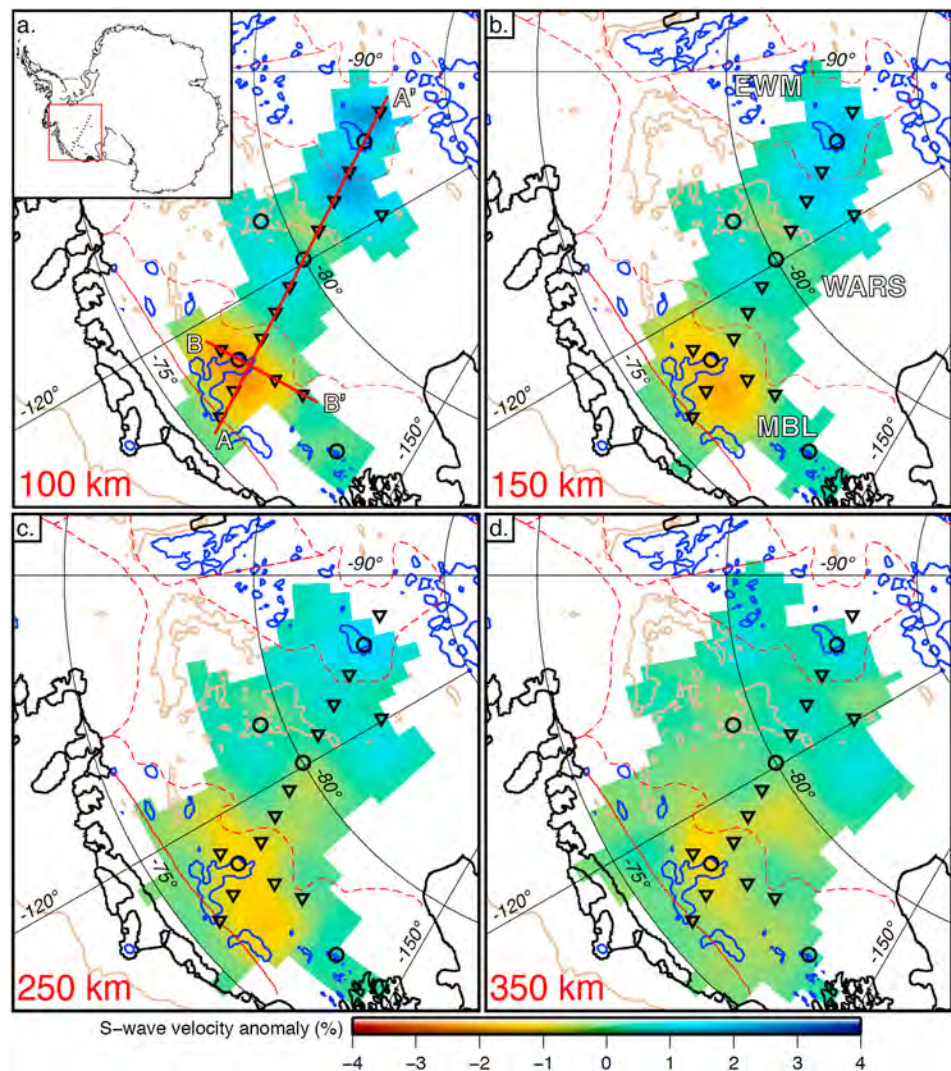 a.
-90°
A'
-80°
B
-75°
-120°
B'
A
-150°
100 km
b.
-90°
EWM
-80°
WARS
-75°
-120°
MBL
-150°
150 km
c.
-90°
-80°
-75°
-120°
-150°
250 km
d.
-90°
-80°
-75°
-120°
-150°
350 km
S-wave velocity anomaly (%)
-4 -3 -2 -1 0 1 2 3 4